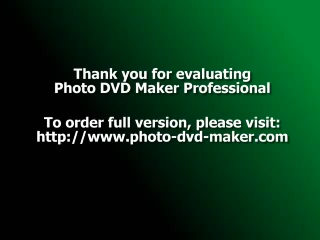 Thank you for evaluating
Photo DVD Maker Professional
To order full version, please visit:
http://www.photo-dvd-maker.com